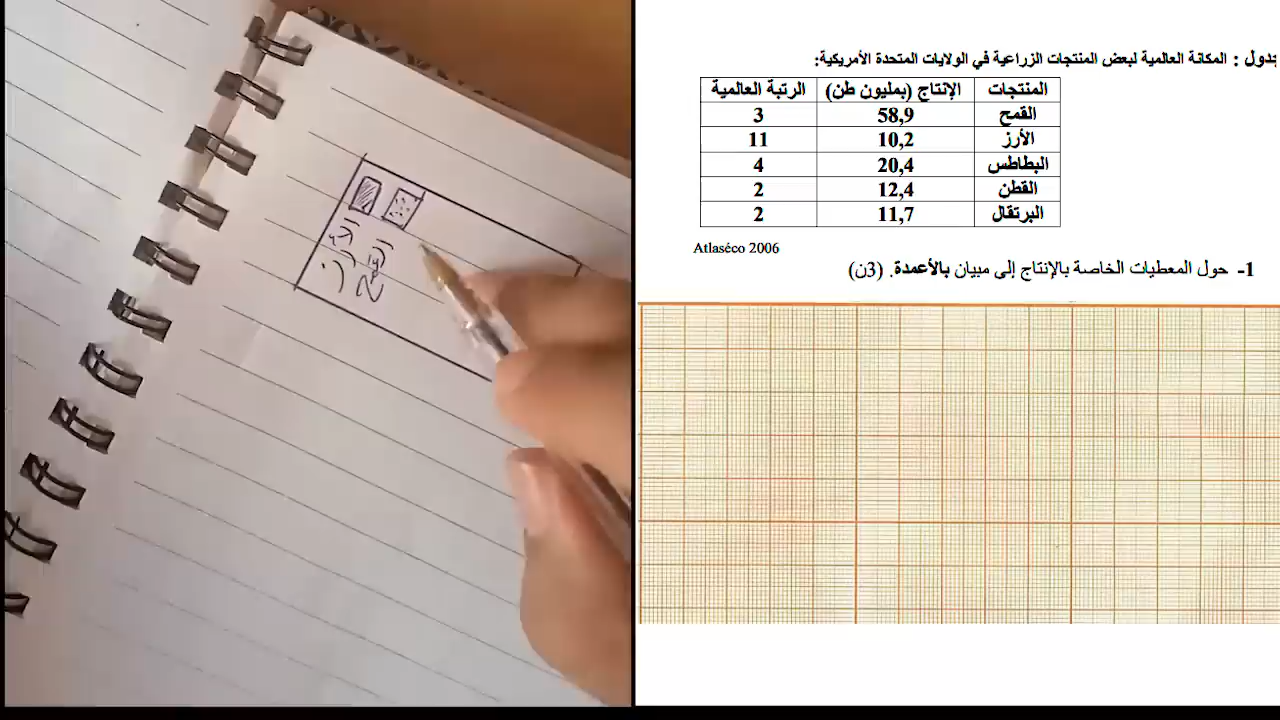 جدول : المكانة العالمية لبعض المنتجات الزراعية في الولايات المتحدة الأمريكية:
المنتجات الإنتاج (بمليون طن) الرتبة العالمية
القمح 58,9 3
الأرز 10,2 11
البطاطس 20,4 4
القطن 12,4 2
البرتقال 11,7 2
Atlaséco 2006
1- حول المعطيات الخاصة بالإنتاج إلى مبيان بالأعمدة. (3ن)